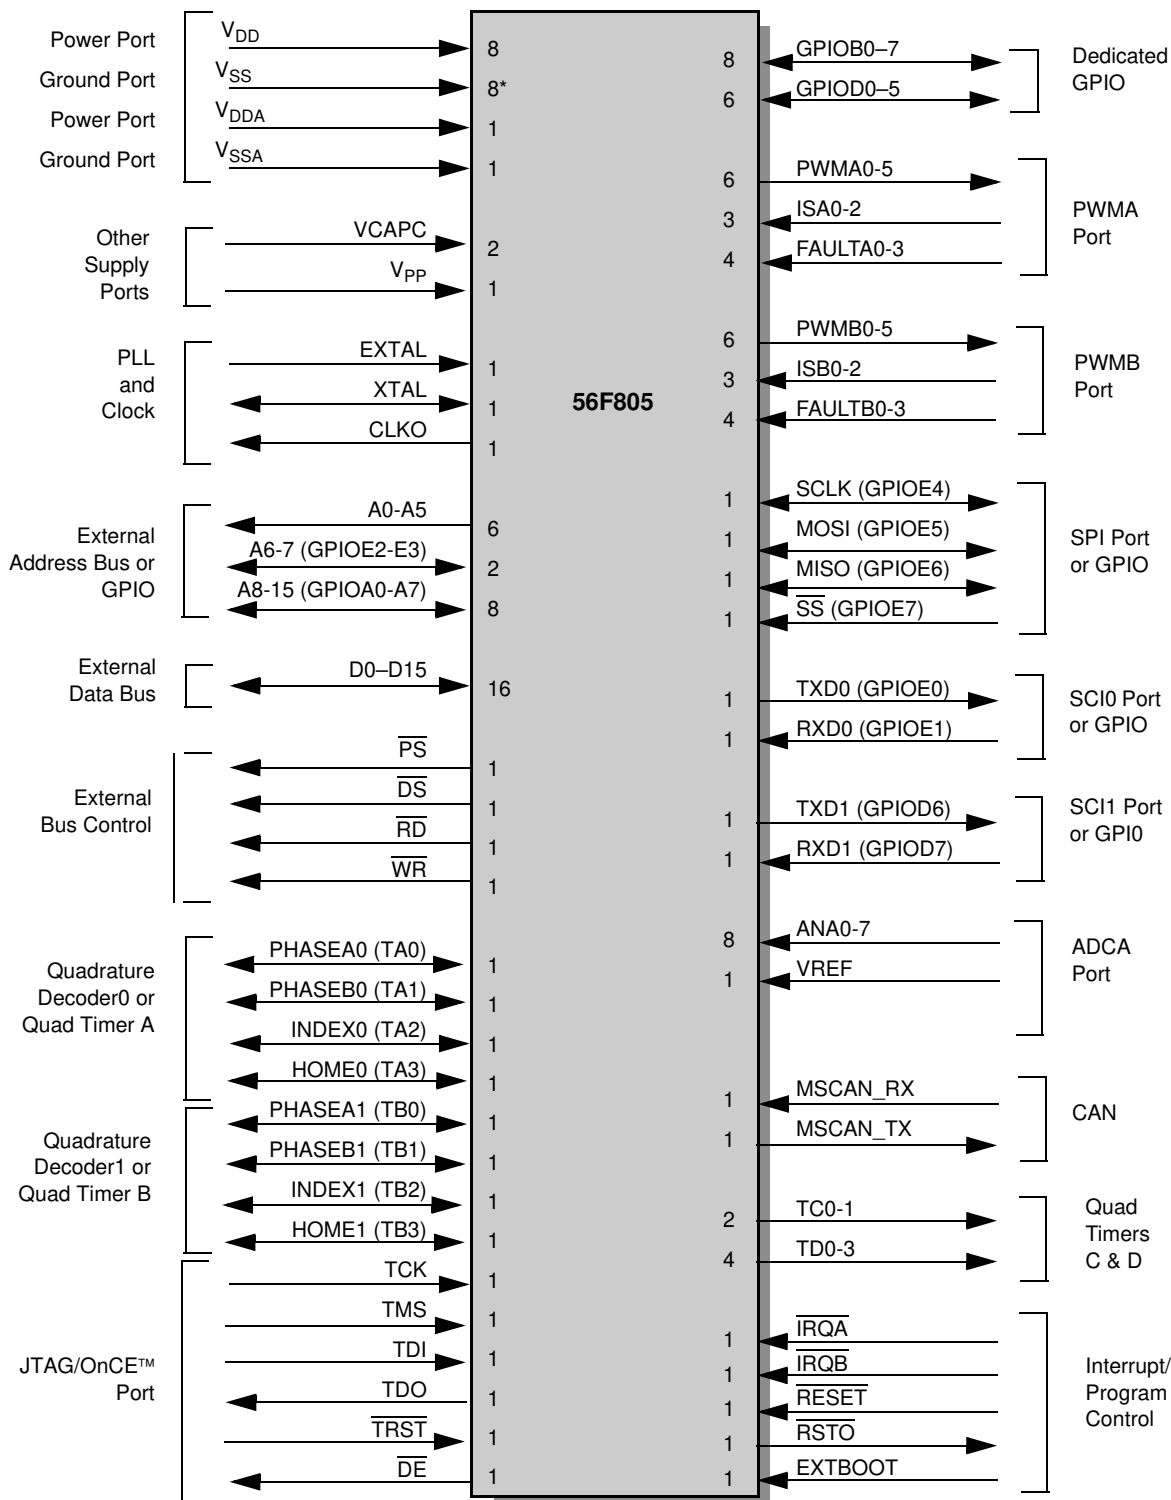 Power Port
V_DD
8
Ground Port
V_SS
8*
Power Port
V_DDA
1
Ground Port
V_SSA
1
Other
Supply
Ports
VCAPC
2
V_PP
1
PLL
and
Clock
EXTAL
1
XTAL
1
CLKO
1
External
Address Bus or
GPIO
A0-A5
6
A6-7 (GPIOE2-E3)
2
A8-15 (GPIOA0-A7)
8
External
Data Bus
D0–D15
16
External
Bus Control
PS
1
DS
1
RD
1
WR
1
Quadrature
Decoder0 or
Quad Timer A
PHASEA0 (TA0)
1
PHASEB0 (TA1)
1
INDEX0 (TA2)
1
HOME0 (TA3)
1
Quadrature
Decoder1 or
Quad Timer B
PHASEA1 (TB0)
1
PHASEB1 (TB1)
1
INDEX1 (TB2)
1
HOME1 (TB3)
1
JTAG/OnCE™
Port
TCK
1
TMS
1
TDI
1
TDO
1
TRST
1
DE
1
56F805
8
GPIOB0–7
6
GPIOD0–5
Dedicated
GPIO
6
PWMA0-5
3
ISA0-2
4
FAULTA0-3
PWMA
Port
6
PWMB0-5
3
ISB0-2
4
FAULTB0-3
PWMB
Port
1
SCLK (GPIOE4)
1
MOSI (GPIOE5)
1
MISO (GPIOE6)
1
SS (GPIOE7)
SPI Port
or GPIO
1
TXD0 (GPIOE0)
1
RXD0 (GPIOE1)
SCI0 Port
or GPIO
1
TXD1 (GPIOD6)
1
RXD1 (GPIOD7)
SCI1 Port
or GPI0
8
ANA0-7
1
VREF
ADCA
Port
1
MSCAN_RX
1
MSCAN_TX
CAN
2
TC0-1
4
TD0-3
Quad
Timers
C & D
1
IRQA
1
IRQB
1
RESET
1
RSTO
1
EXTBOOT
Interrupt/
Program
Control